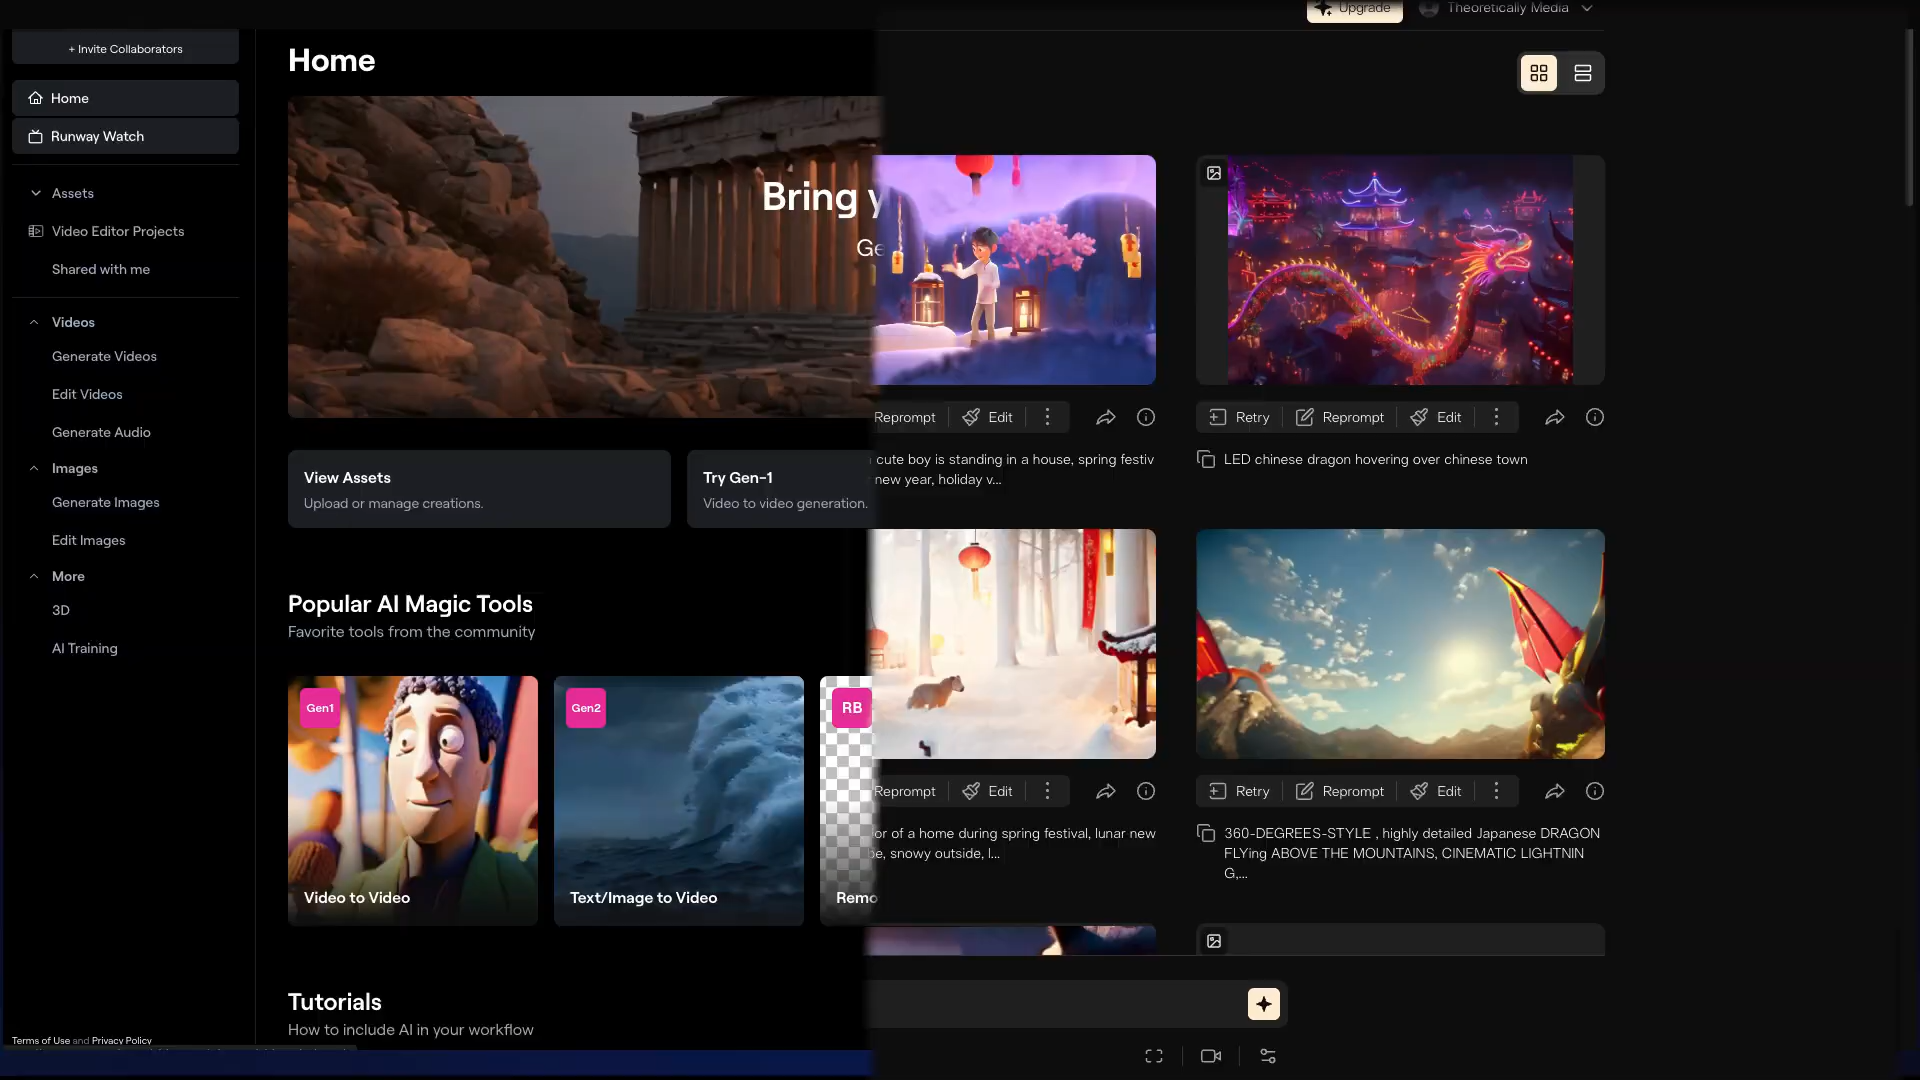 + Invite Collaborators
Home
Runway Watch
Assets
Video Editor Projects
Shared with me
Videos
Generate Videos
Edit Videos
Generate Audio
Images
Generate Images
Edit Images
More
3D
AI Training
Terms of Use and Privacy Policy
Home
Bring y
Ge
View Assets
Upload or manage creations.
Try Gen-1
Video to video generation.
Popular AI Magic Tools
Favorite tools from the community
Gen1
Video to Video
Gen2
Text/Image to Video
RB
Remo
Tutorials
How to include AI in your workflow
Upgrade
Theoretically Media
Reprompt
Edit
cute boy is standing in a house, spring festiv
new year, holiday v...
Retry
Reprompt
Edit
LED chinese dragon hovering over chinese town
Reprompt
Edit
or of a home during spring festival, lunar new
be, snowy outside, l...
Retry
Reprompt
Edit
360-DEGREES-STYLE , highly detailed Japanese DRAGON
FLYing ABOVE THE MOUNTAINS, CINEMATIC LIGHTNIN
G,...